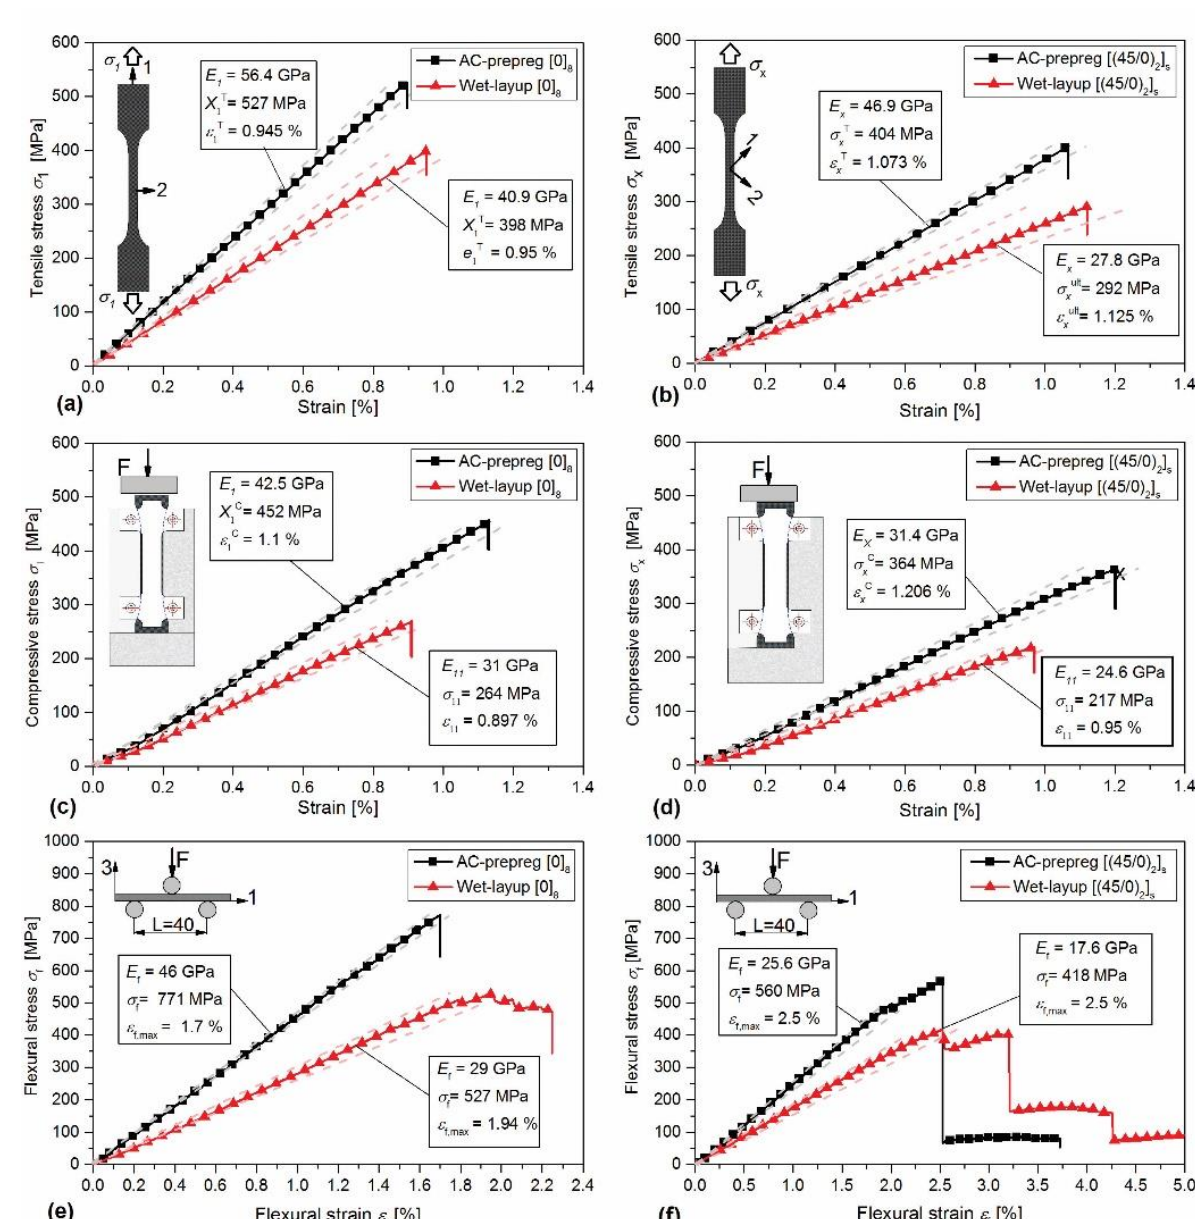 600
500
400
300
200
100
0
Tensile stress σ1 [MPa]
σ1
1
2
σ1
E1 = 56.4 GPa
X1T= 527 MPa
ε1T= 0.945 %
AC-prepreg [0]8
Wet-layup [0]8
E1 = 40.9 GPa
X1T= 398 MPa
e1T= 0.95 %
0.0 0.2 0.4 0.6 0.8 1.0 1.2 1.4
(a)
Strain [%]
600
500
400
300
200
100
0
Tensile stress σx [MPa]
σx
1
2
σx
Ex = 46.9 GPa
σxT= 404 MPa
εxT= 1.073 %
AC-prepreg [(45/0)2]s
Wet-layup [(45/0)2]s
Ex = 27.8 GPa
σxult= 292 MPa
εxult= 1.125 %
0.0 0.2 0.4 0.6 0.8 1.0 1.2 1.4
(b)
Strain [%]
600
500
400
300
200
100
0
Compressive stress σ1 [MPa]
F
E1 = 42.5 GPa
X1C= 452 MPa
ε1C= 1.1 %
AC-prepreg [0]8
Wet-layup [0]8
E11 = 31 GPa
σ11= 264 MPa
ε11= 0.897 %
0.0 0.2 0.4 0.6 0.8 1.0 1.2 1.4
(c)
Strain [%]
600
500
400
300
200
100
0
Compressive stress σx [MPa]
F
EX = 31.4 GPa
σxC= 364 MPa
εxC= 1.206 %
AC-prepreg [(45/0)2]s
Wet-layup [(45/0)2]s
X
E11 = 24.6 GPa
σ11= 217 MPa
ε11= 0.95 %
0.0 0.2 0.4 0.6 0.8 1.0 1.2 1.4
(d)
Strain [%]
1000
900
800
700
600
500
400
300
200
100
0
Flexural stress σf [MPa]
3
F
1
L=40
Ef = 46 GPa
σf= 771 MPa
εf,max = 1.7 %
AC-prepreg [0]8
Wet-layup [0]8
Ef = 29 GPa
σf= 527 MPa
εf,max = 1.94 %
0.0 0.2 0.4 0.6 0.8 1.0 1.2 1.4 1.6 1.8 2.0 2.2 2.4
(e)
Flexural strain ε [%]
1000
900
800
700
600
500
400
300
200
100
0
Flexural stress σf [MPa]
3
F
1
L=40
Ef = 25.6 GPa
σf= 560 MPa
εf,max = 2.5 %
AC-prepreg [(45/0)2]s
Wet-layup [(45/0)2]s
Ef = 17.6 GPa
σf= 418 MPa
εf,max = 2.5 %
0.0 0.5 1.0 1.5 2.0 2.5 3.0 3.5 4.0 4.5 5.0
(f)
Flexural strain ε [%]